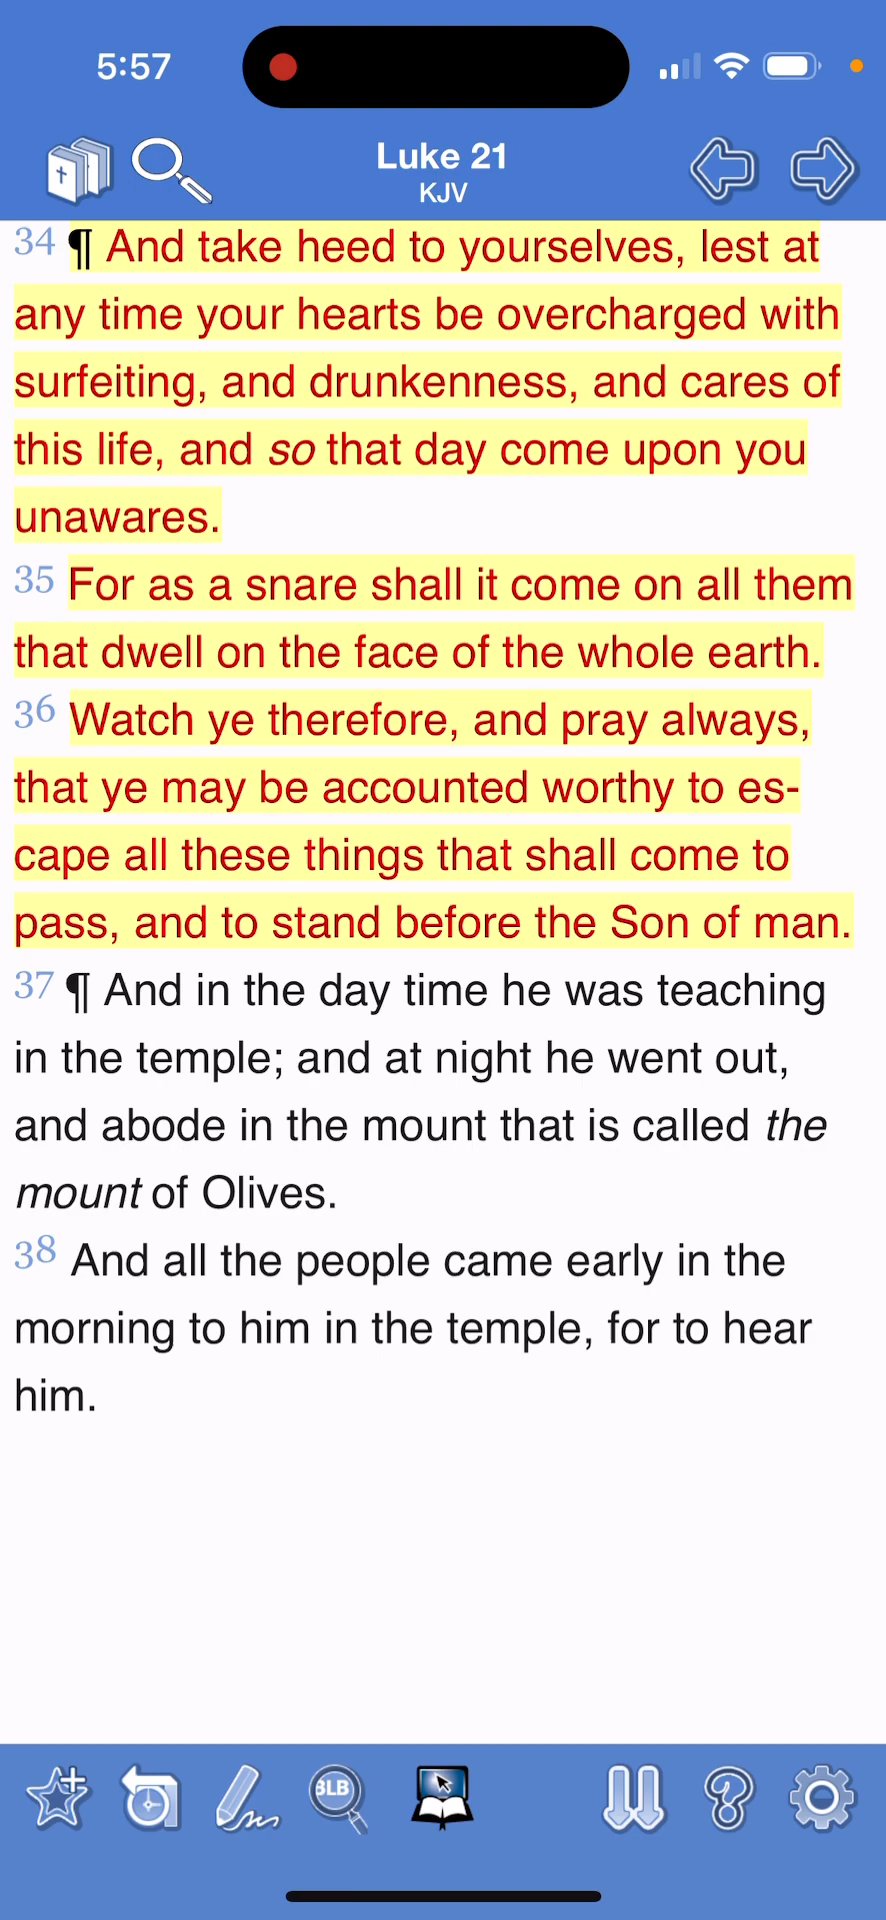 5:57
Luke 21
KJV
34 ¶ And take heed to yourselves, lest at
any time your hearts be overcharged with
surfeiting, and drunkenness, and cares of
this life, and so that day come upon you
unawares.
35 For as a snare shall it come on all them
that dwell on the face of the whole earth.
36 Watch ye therefore, and pray always,
that ye may be accounted worthy to es-
cape all these things that shall come to
pass, and to stand before the Son of man.
37 ¶ And in the day time he was teaching
in the temple; and at night he went out,
and abode in the mount that is called the
mount of Olives.
38 And all the people came early in the
morning to him in the temple, for to hear
him.
BLB